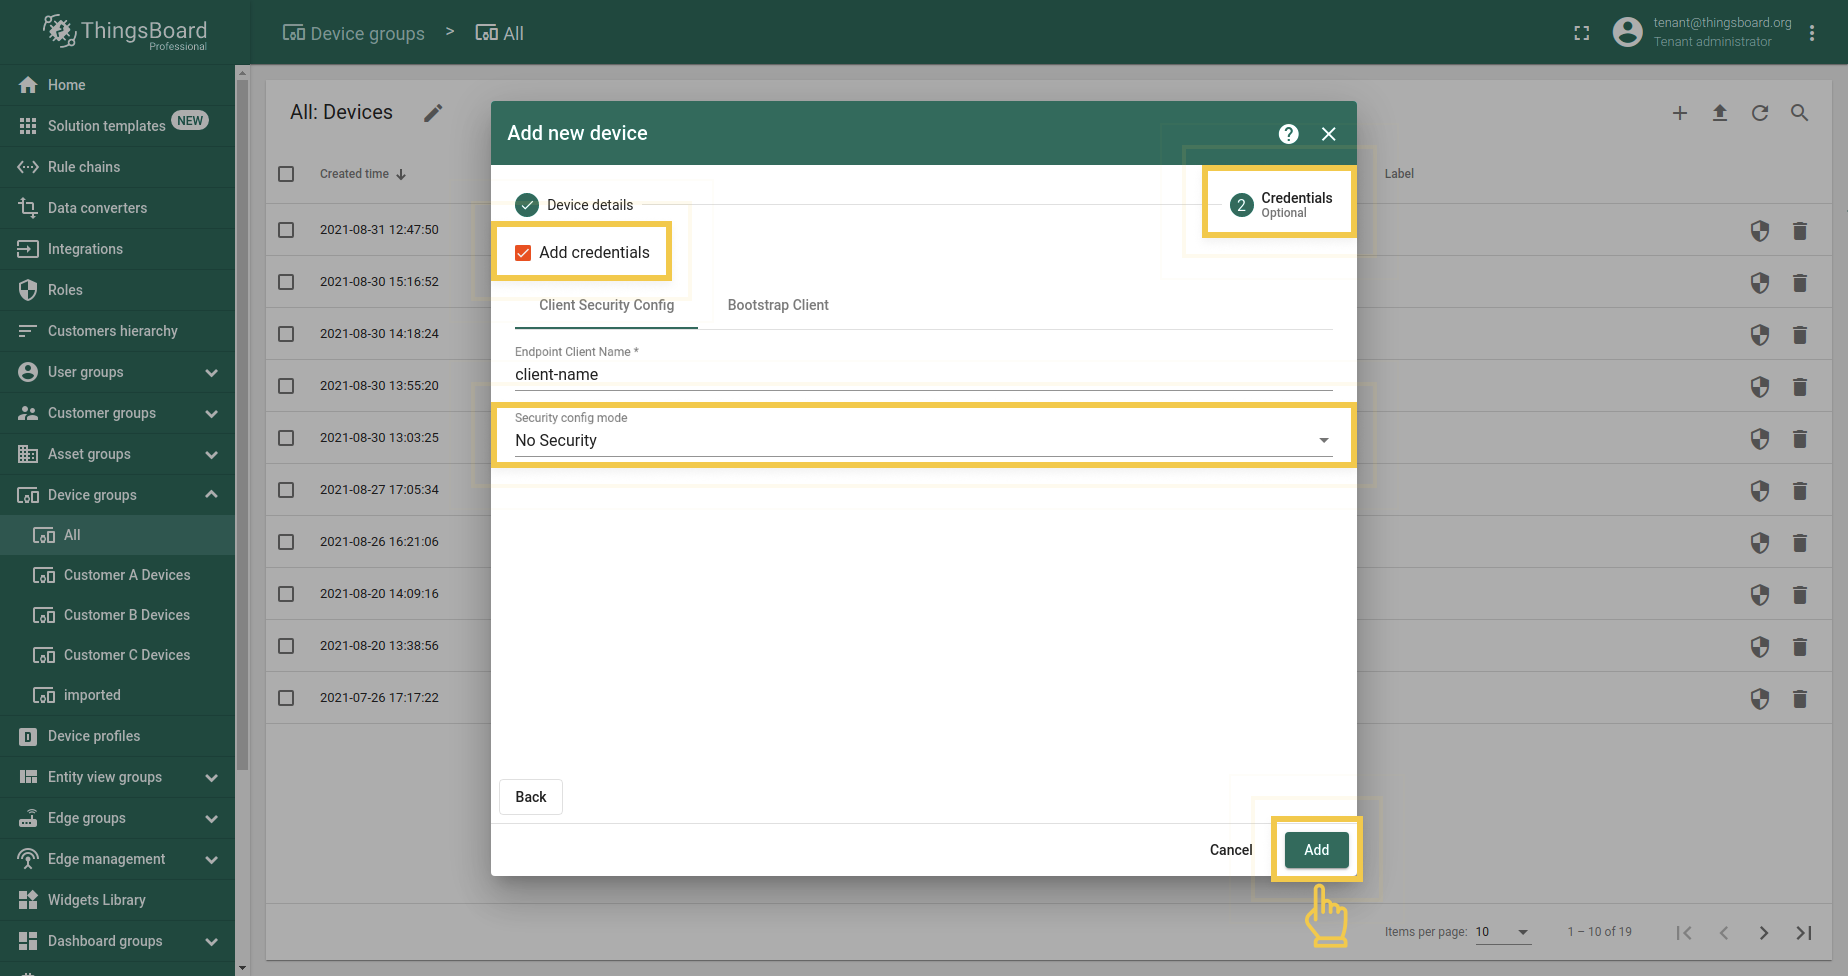 ThingsBoard
Professional
Device groups > All
tenant@thingsboard.org
Tenant administrator
Home
Solution templates NEW
Rule chains
Data converters
Integrations
Roles
Customers hierarchy
User groups
Customer groups
Asset groups
Device groups
All
Customer A Devices
Customer B Devices
Customer C Devices
imported
Device profiles
Entity view groups
Edge groups
Edge management
Widgets Library
Dashboard groups
All: Devices
Created time
Label
2021-08-31 12:47:50
2021-08-30 15:16:52
2021-08-30 14:18:24
2021-08-30 13:55:20
2021-08-30 13:03:25
2021-08-27 17:05:34
2021-08-26 16:21:06
2021-08-20 14:09:16
2021-08-20 13:38:56
2021-07-26 17:17:22
Add new device
?
Device details
2 Credentials
Optional
Add credentials
Client Security Config
Bootstrap Client
Endpoint Client Name *
client-name
Security config mode
No Security
Back
Cancel
Add
Items per page: 10
1 – 10 of 19